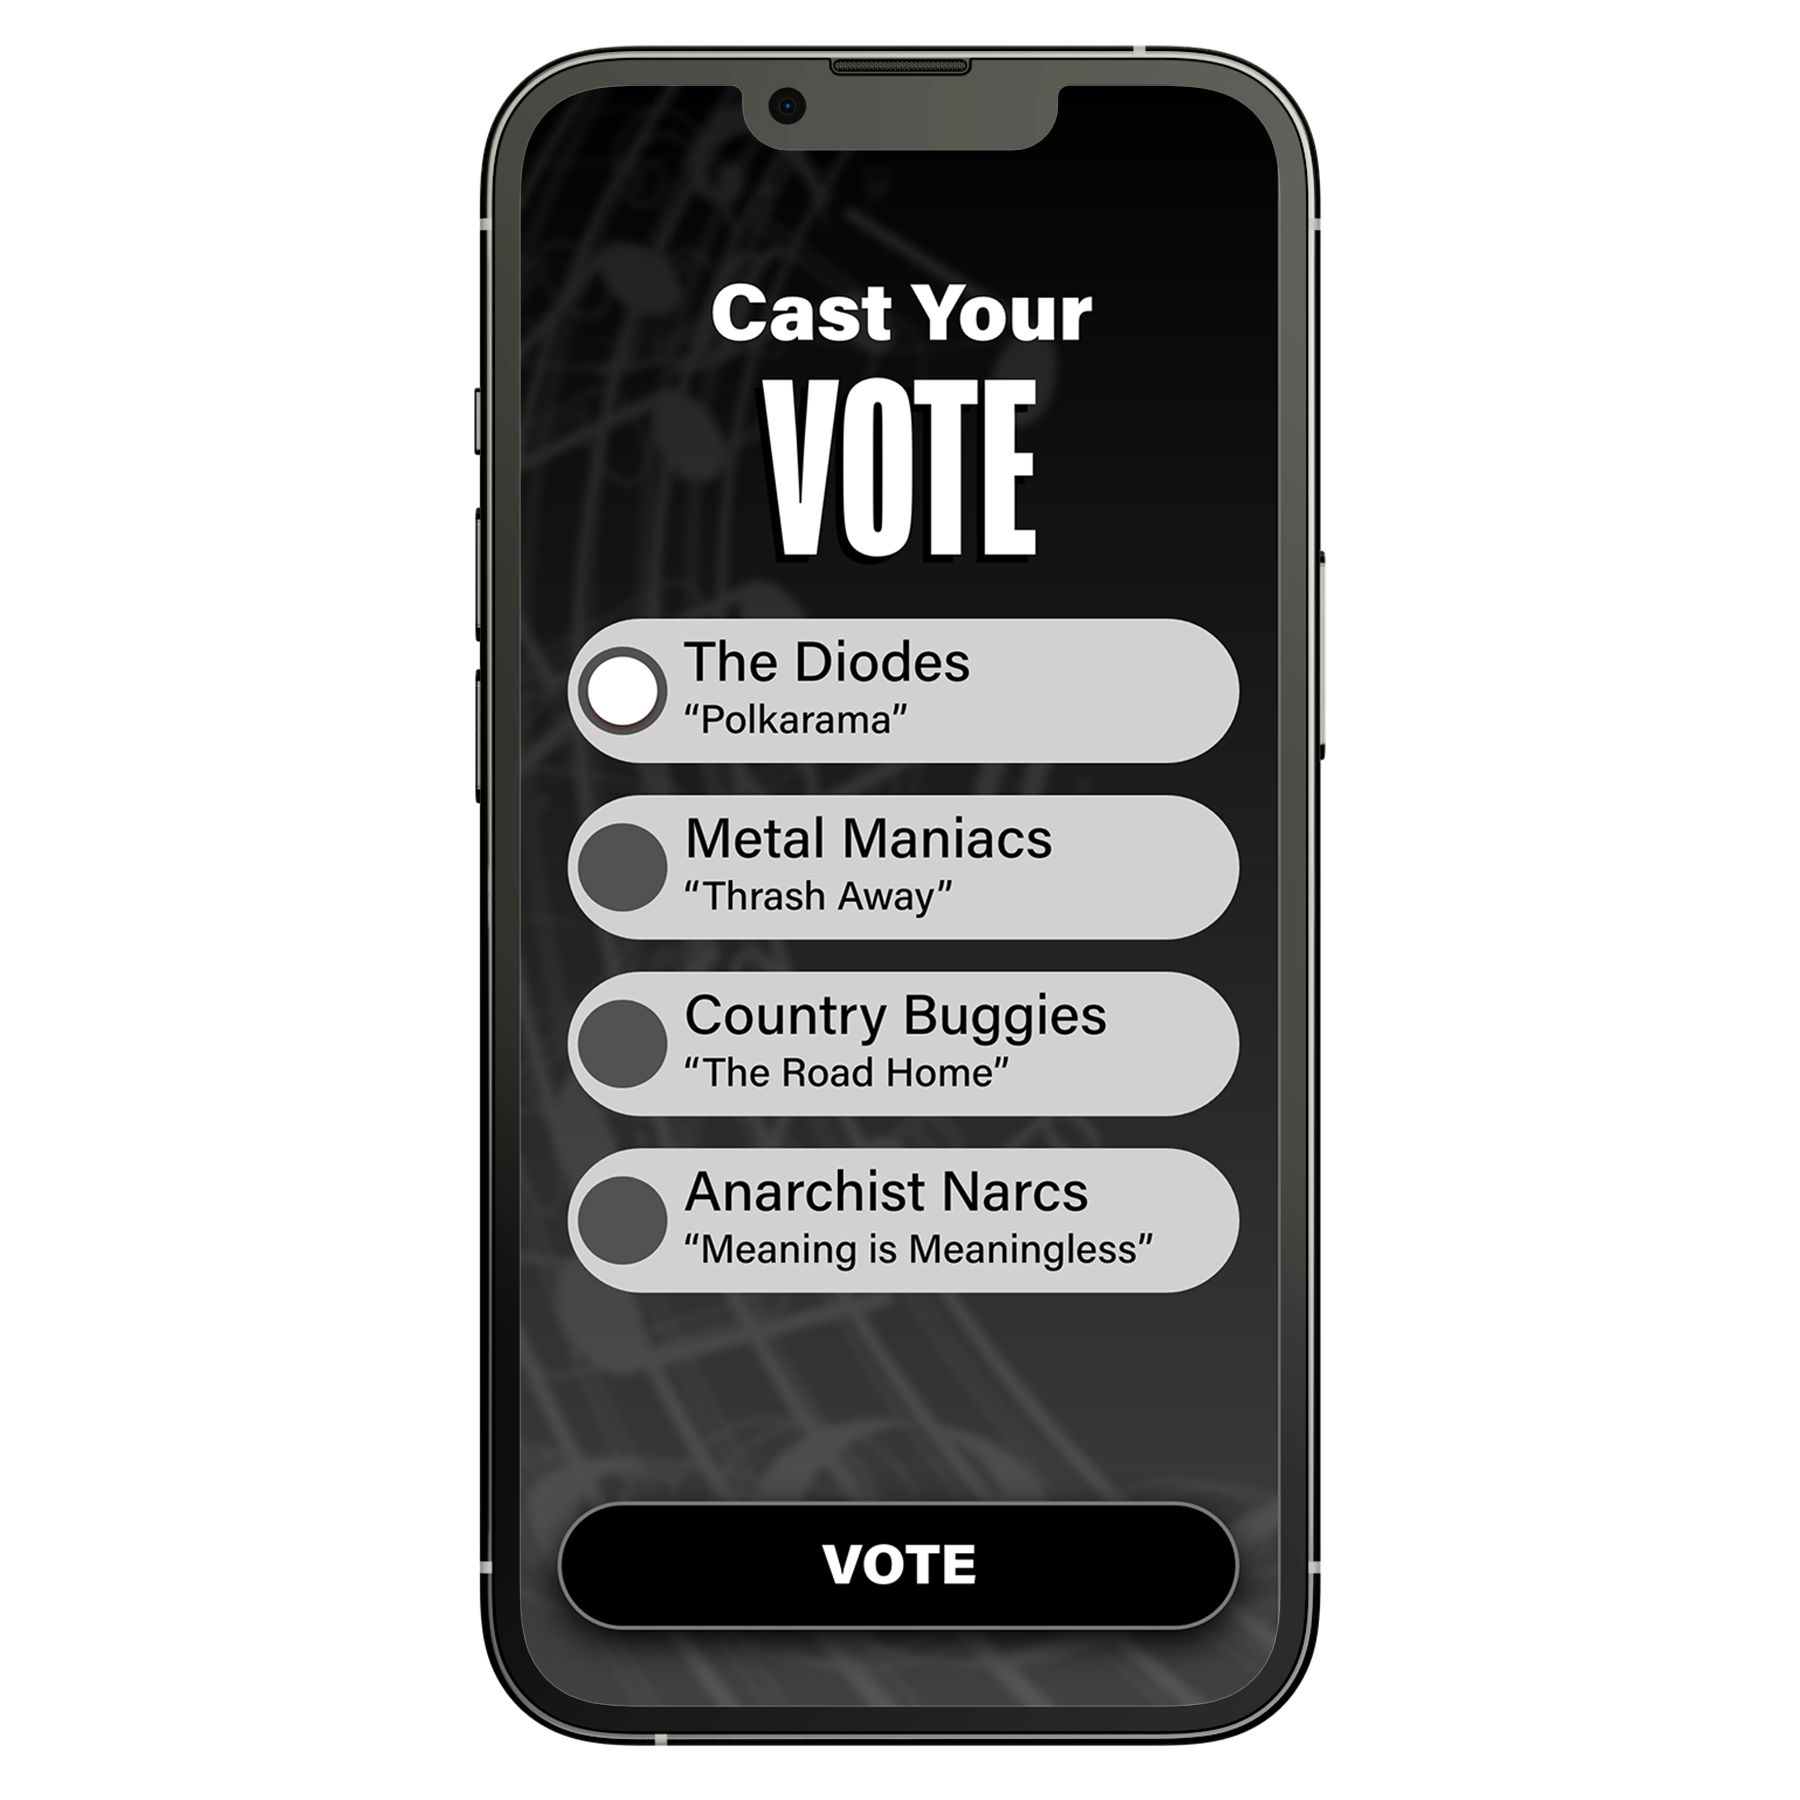 Cast Your
VOTE
The Diodes
“Polkarama”
Metal Maniacs
“Thrash Away”
Country Buggies
“The Road Home”
Anarchist Narcs
“Meaning is Meaningless”
VOTE